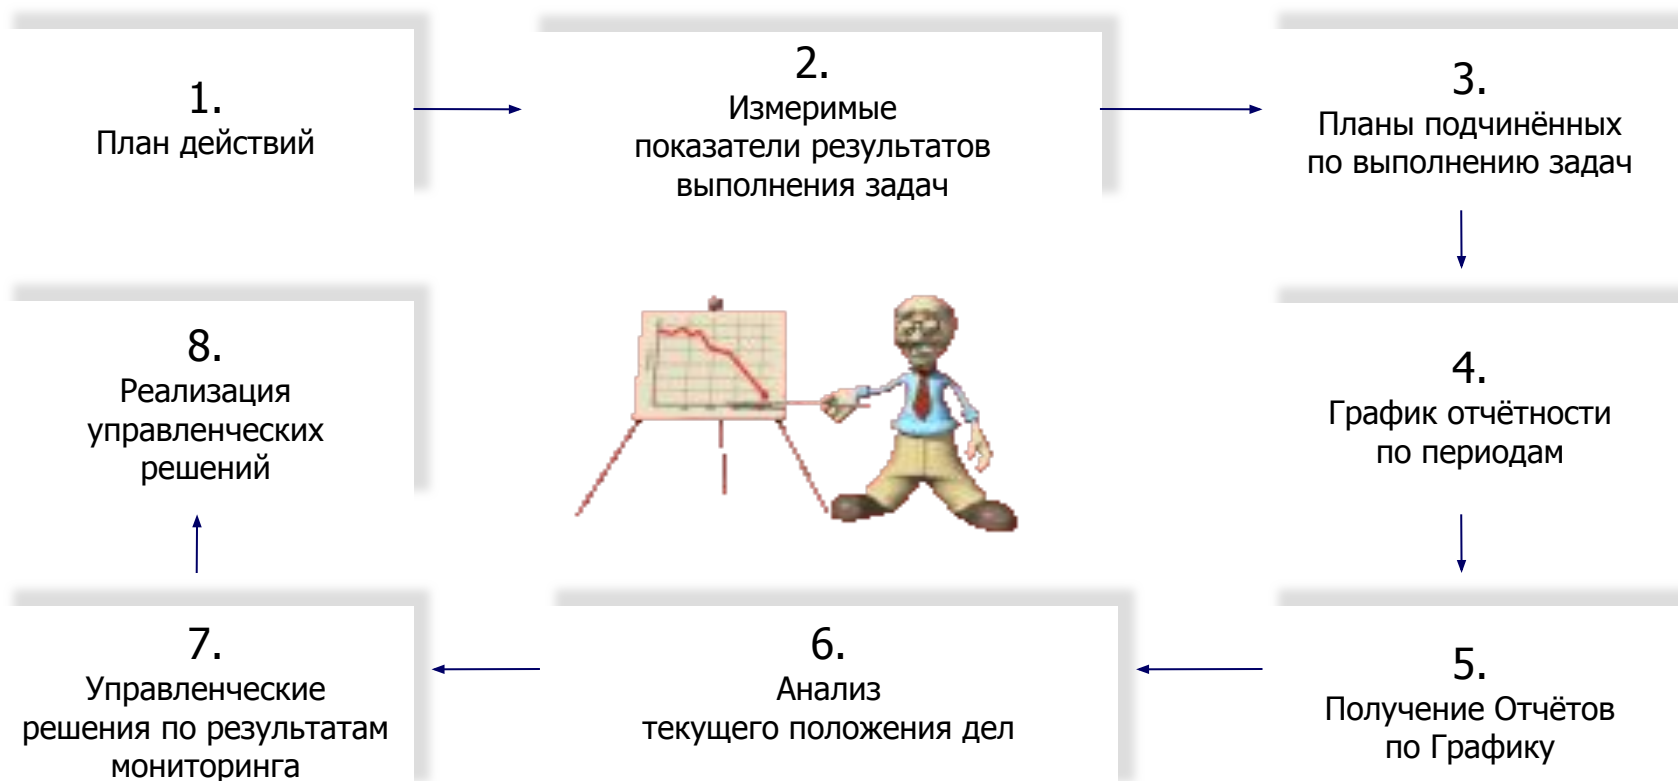 1.
План действий
2.
Измеримые
показатели результатов
выполнения задач
3.
Планы подчинённых
по выполнению задач
4.
График отчётности
по периодам
5.
Получение Отчётов
по Графику
6.
Анализ
текущего положения дел
7.
Управленческие
решения по результатам
мониторинга
8.
Реализация
управленческих
решений